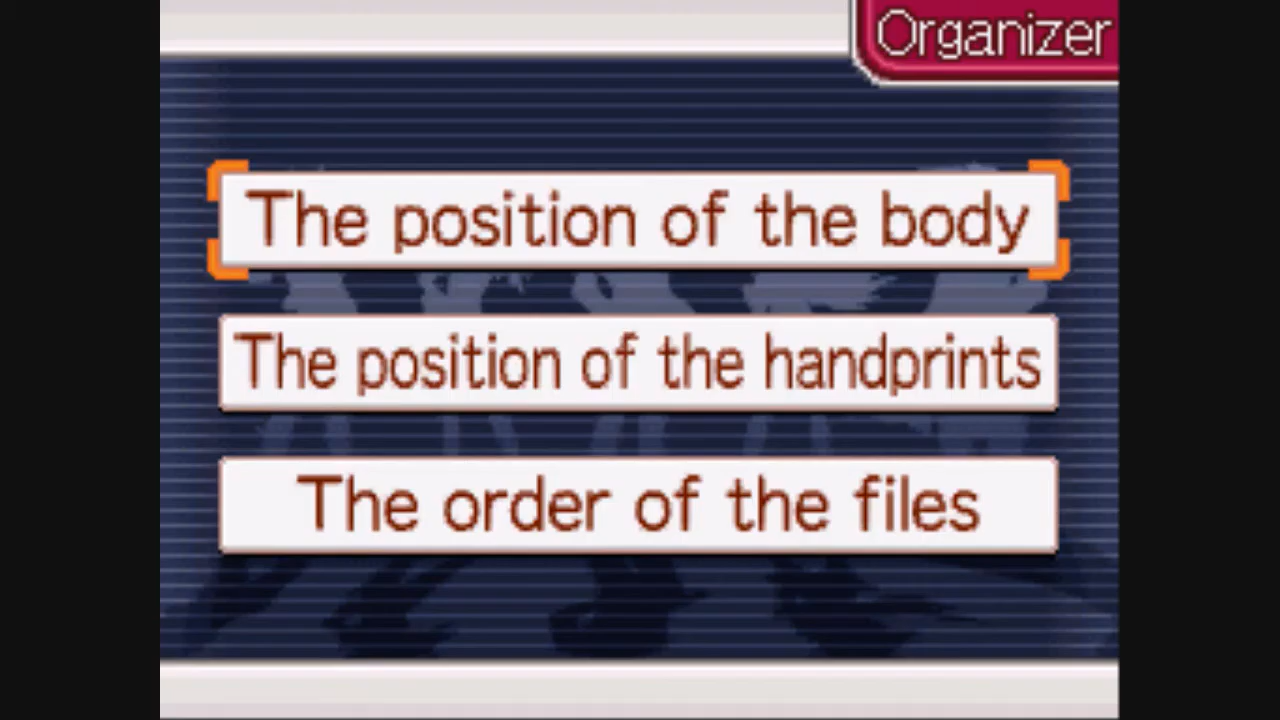 Organizer
The position of the body
The position of the handprints
The order of the files